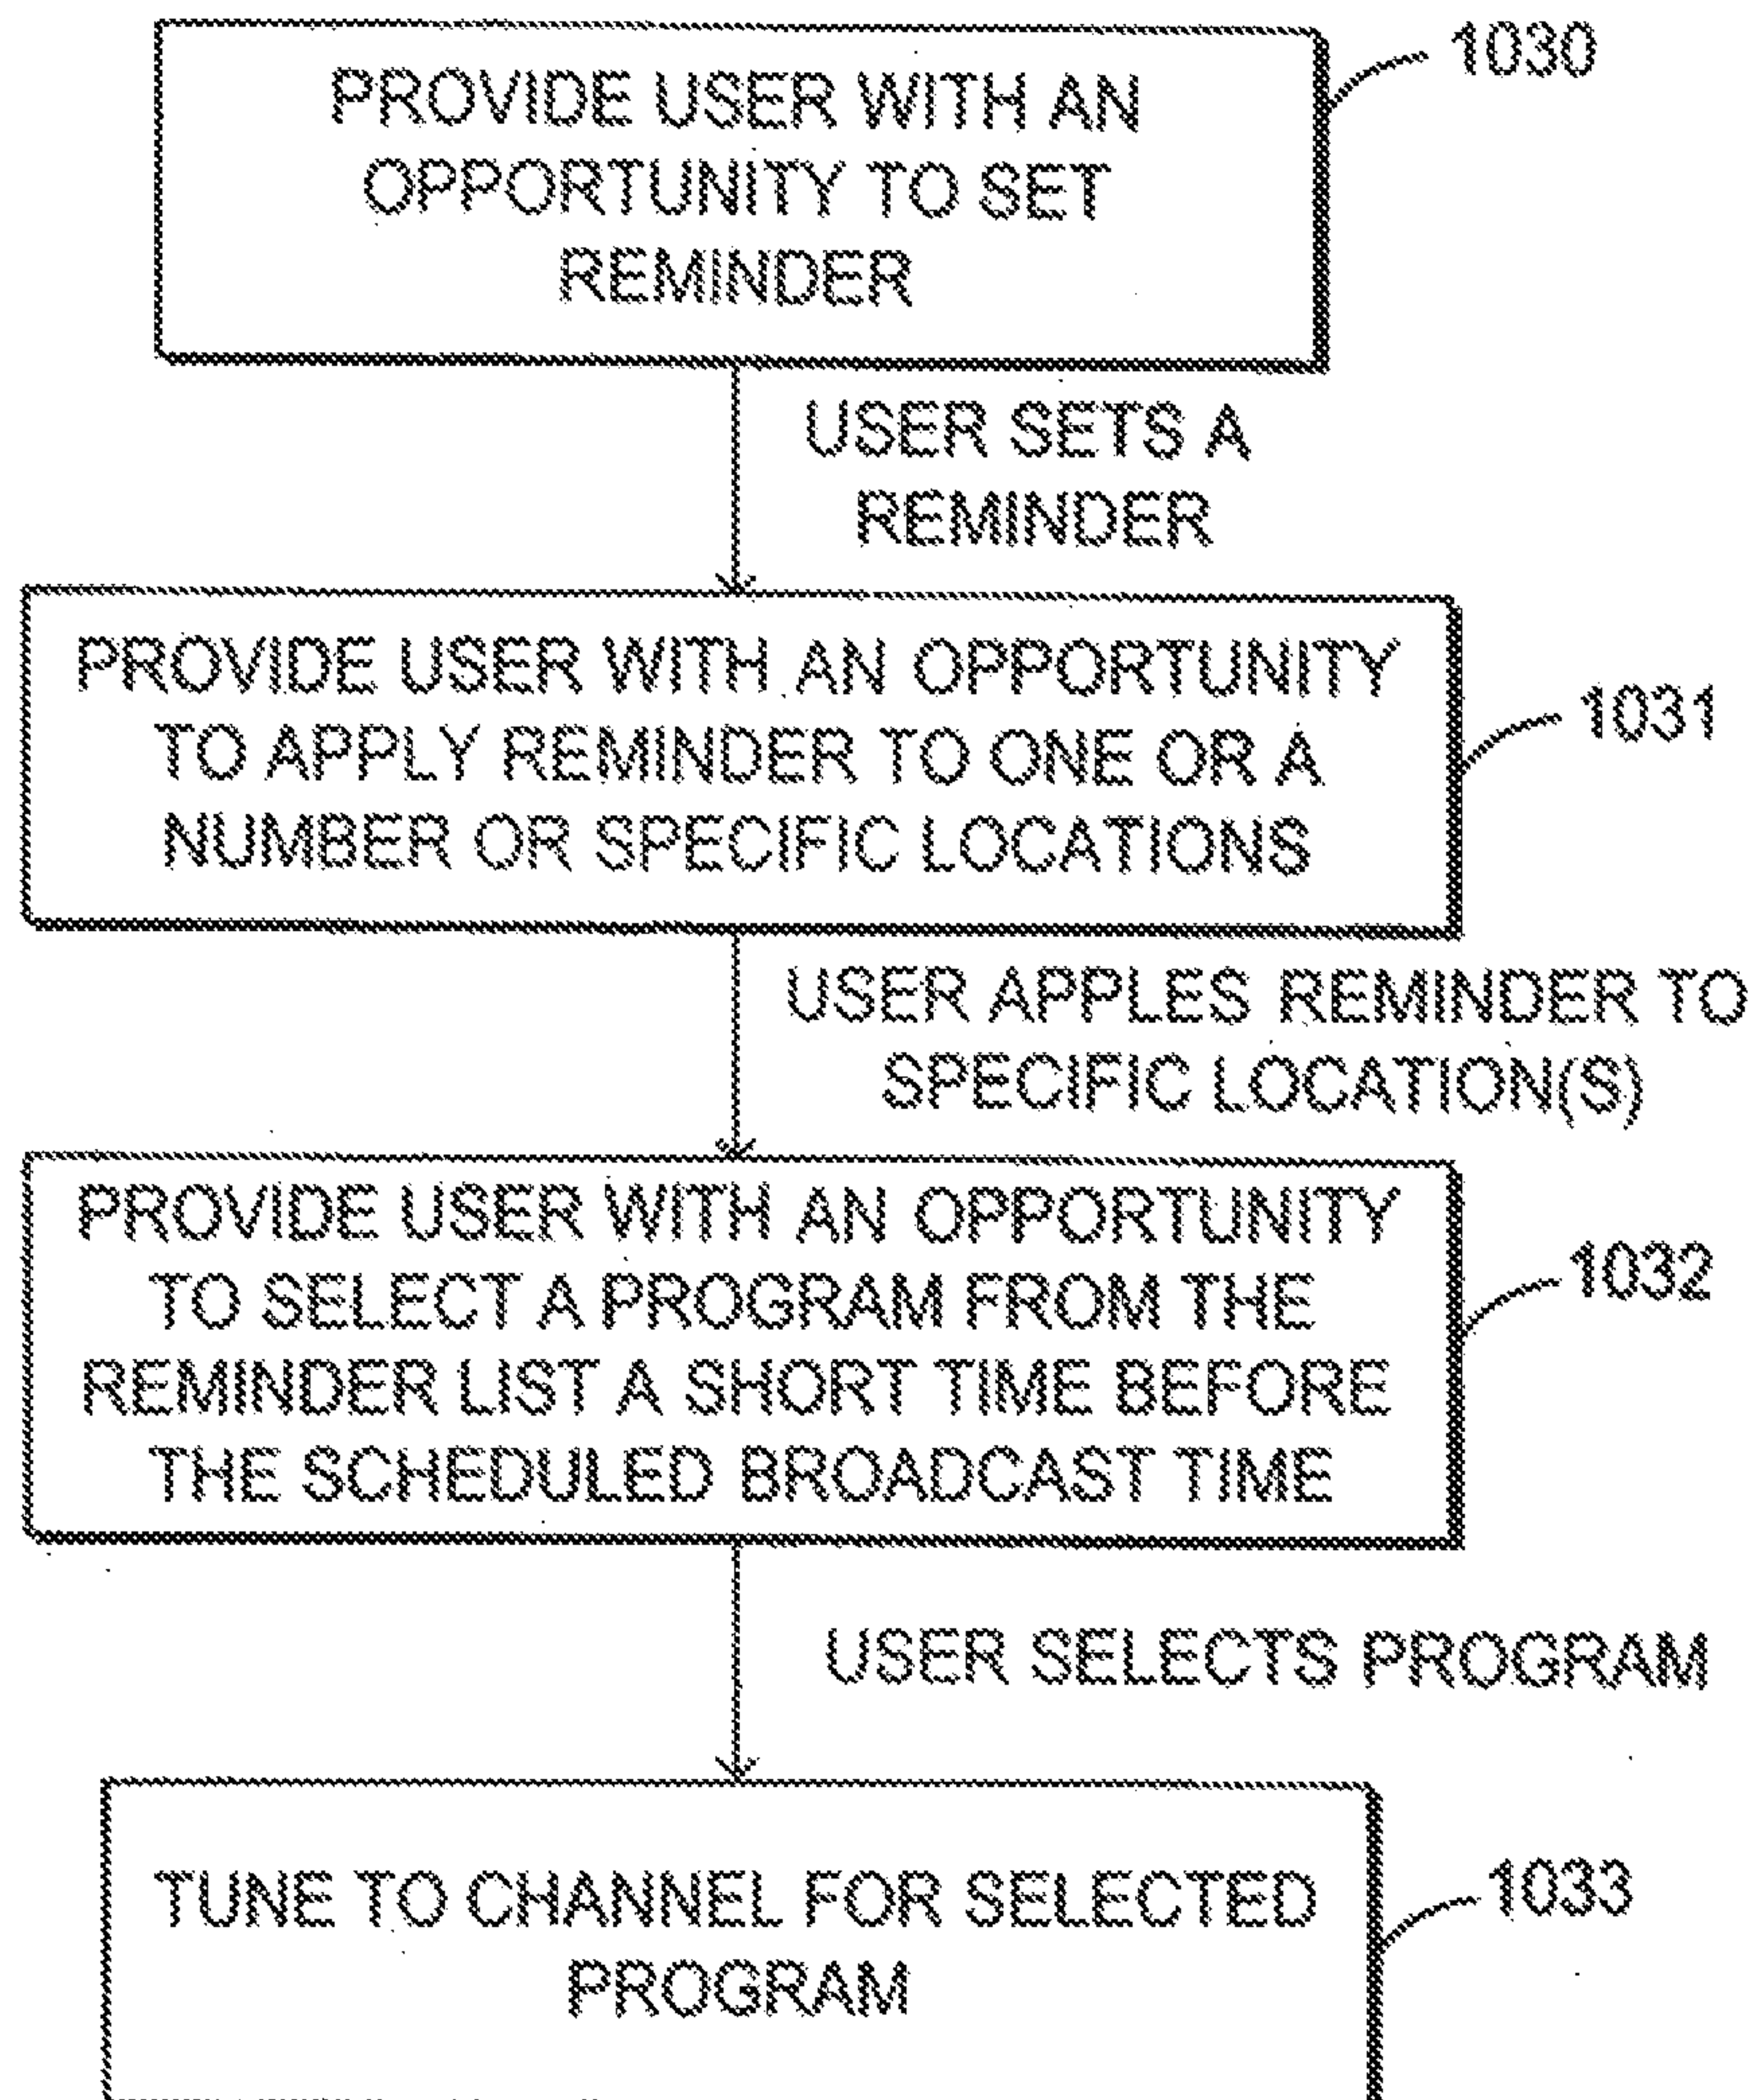 PROVIDE USER WITH AN
OPPORTUNITY TO SET
REMINDER
1030
USER SETS A
REMINDER
PROVIDE USER WITH AN OPPORTUNITY
TO APPLY REMINDER TO ONE OR A
NUMBER OR SPECIFIC LOCATIONS
1031
USER APPLES REMINDER TO
SPECIFIC LOCATION(S)
PROVIDE USER WITH AN OPPORTUNITY
TO SELECT A PROGRAM FROM THE
REMINDER LIST A SHORT TIME BEFORE
THE SCHEDULED BROADCAST TIME
1032
USER SELECTS PROGRAM
TUNE TO CHANNEL FOR SELECTED
PROGRAM
1033